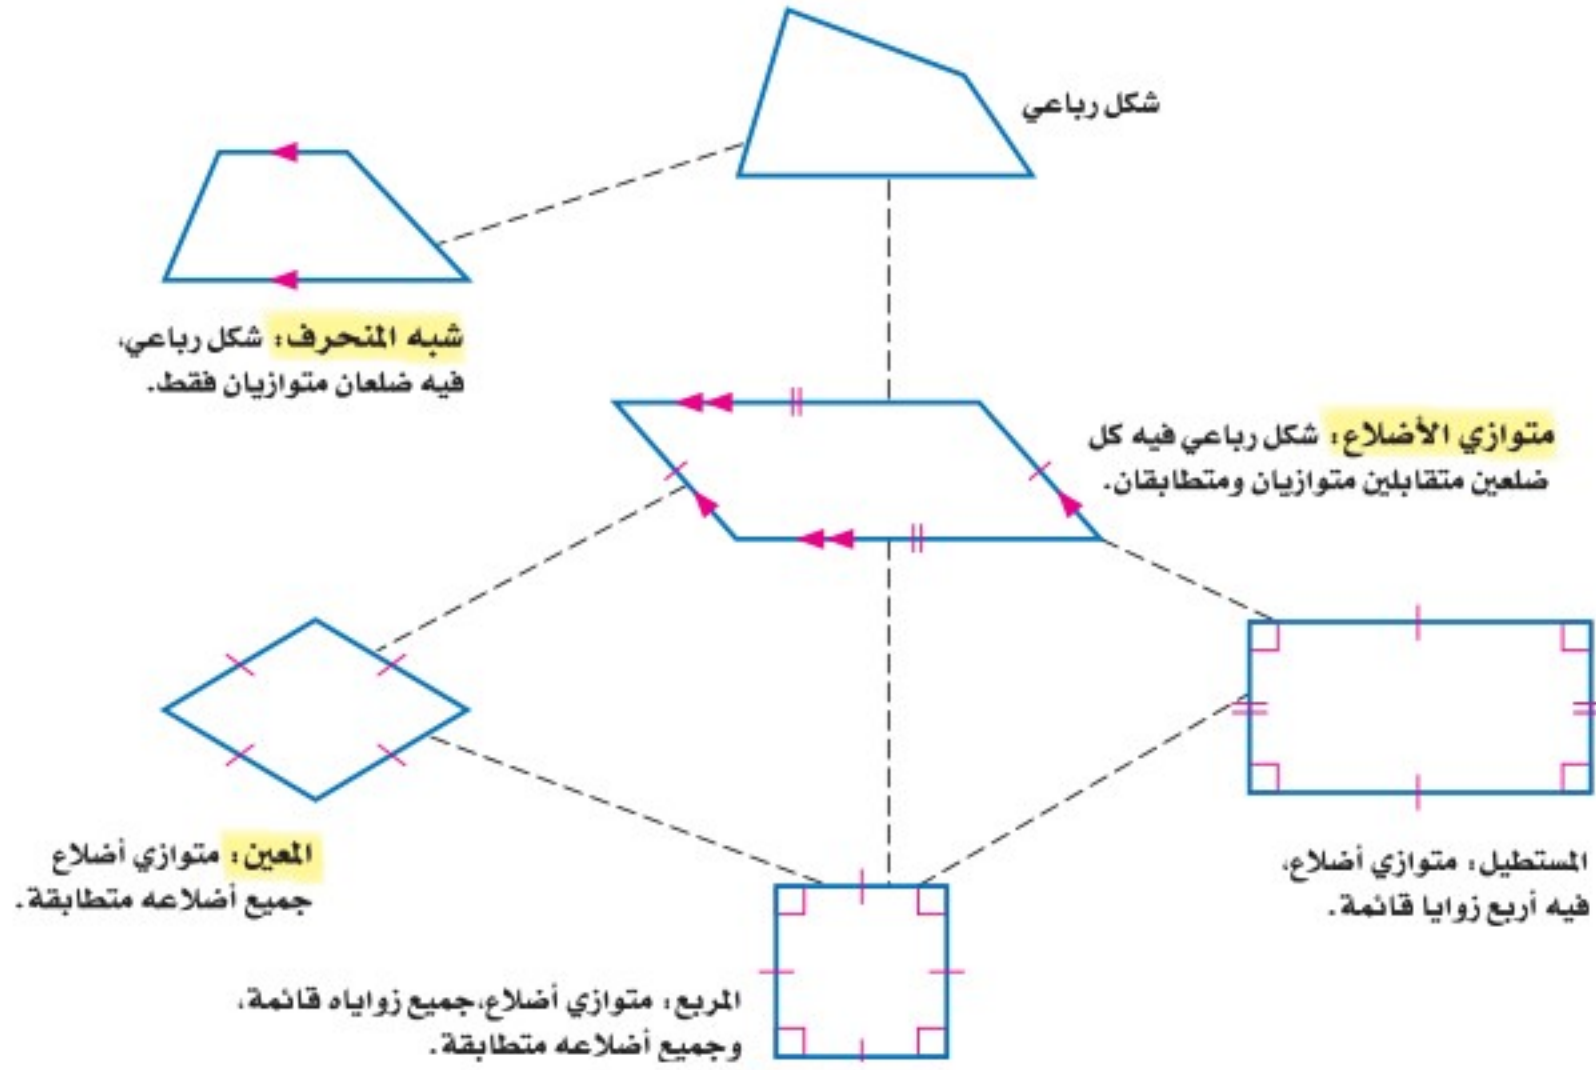 شكل رباعي
شبه المنحرف: شكل رباعي،
فيه ضلعان متوازيان فقط.
متوازي الأضلاع: شكل رباعي فيه كل
ضلعين متقابلين متوازيان ومتطابقان.
المستطيل: متوازي أضلاع،
فيه أربع زوايا قائمة.
المعين: متوازي أضلاع
جميع أضلاعه متطابقة.
المربع: متوازي أضلاع،جميع زواياه قائمة،
وجميع أضلاعه متطابقة.